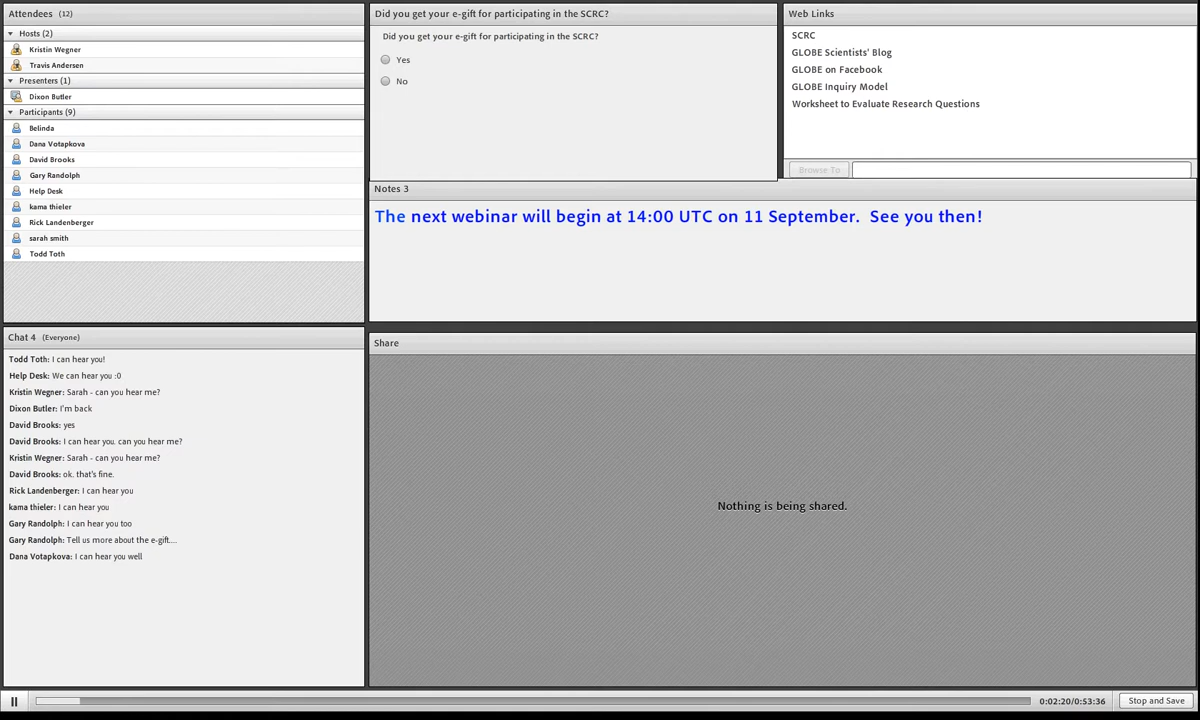 Attendees (12)
Hosts (2)
Kristin Wegner
Travis Andersen
Presenters (1)
Dixon Butler
Participants (9)
Belinda
Dana Votapkova
David Brooks
Gary Randolph
Help Desk
kama thieler
Rick Landenberger
sarah smith
Todd Toth
Chat 4 (Everyone)
Todd Toth: I can hear you!
Help Desk: We can hear you :0
Kristin Wegner: Sarah - can you hear me?
Dixon Butler: I'm back
David Brooks: yes
David Brooks: I can hear you. can you hear me?
Kristin Wegner: Sarah - can you hear me?
David Brooks: ok. that's fine.
Rick Landenberger: I can hear you
kama thieler: I can hear you
Gary Randolph: I can hear you too
Gary Randolph: Tell us more about the e-gift....
Dana Votapkova: I can hear you well
Did you get your e-gift for participating in the SCRC?
Did you get your e-gift for participating in the SCRC?
Yes
No
Web Links
SCRC
GLOBE Scientists' Blog
GLOBE on Facebook
GLOBE Inquiry Model
Worksheet to Evaluate Research Questions
Browse To
Notes 3
The next webinar will begin at 14:00 UTC on 11 September. See you then!
Share
Nothing is being shared.
0:02:20/0:53:36
Stop and Save